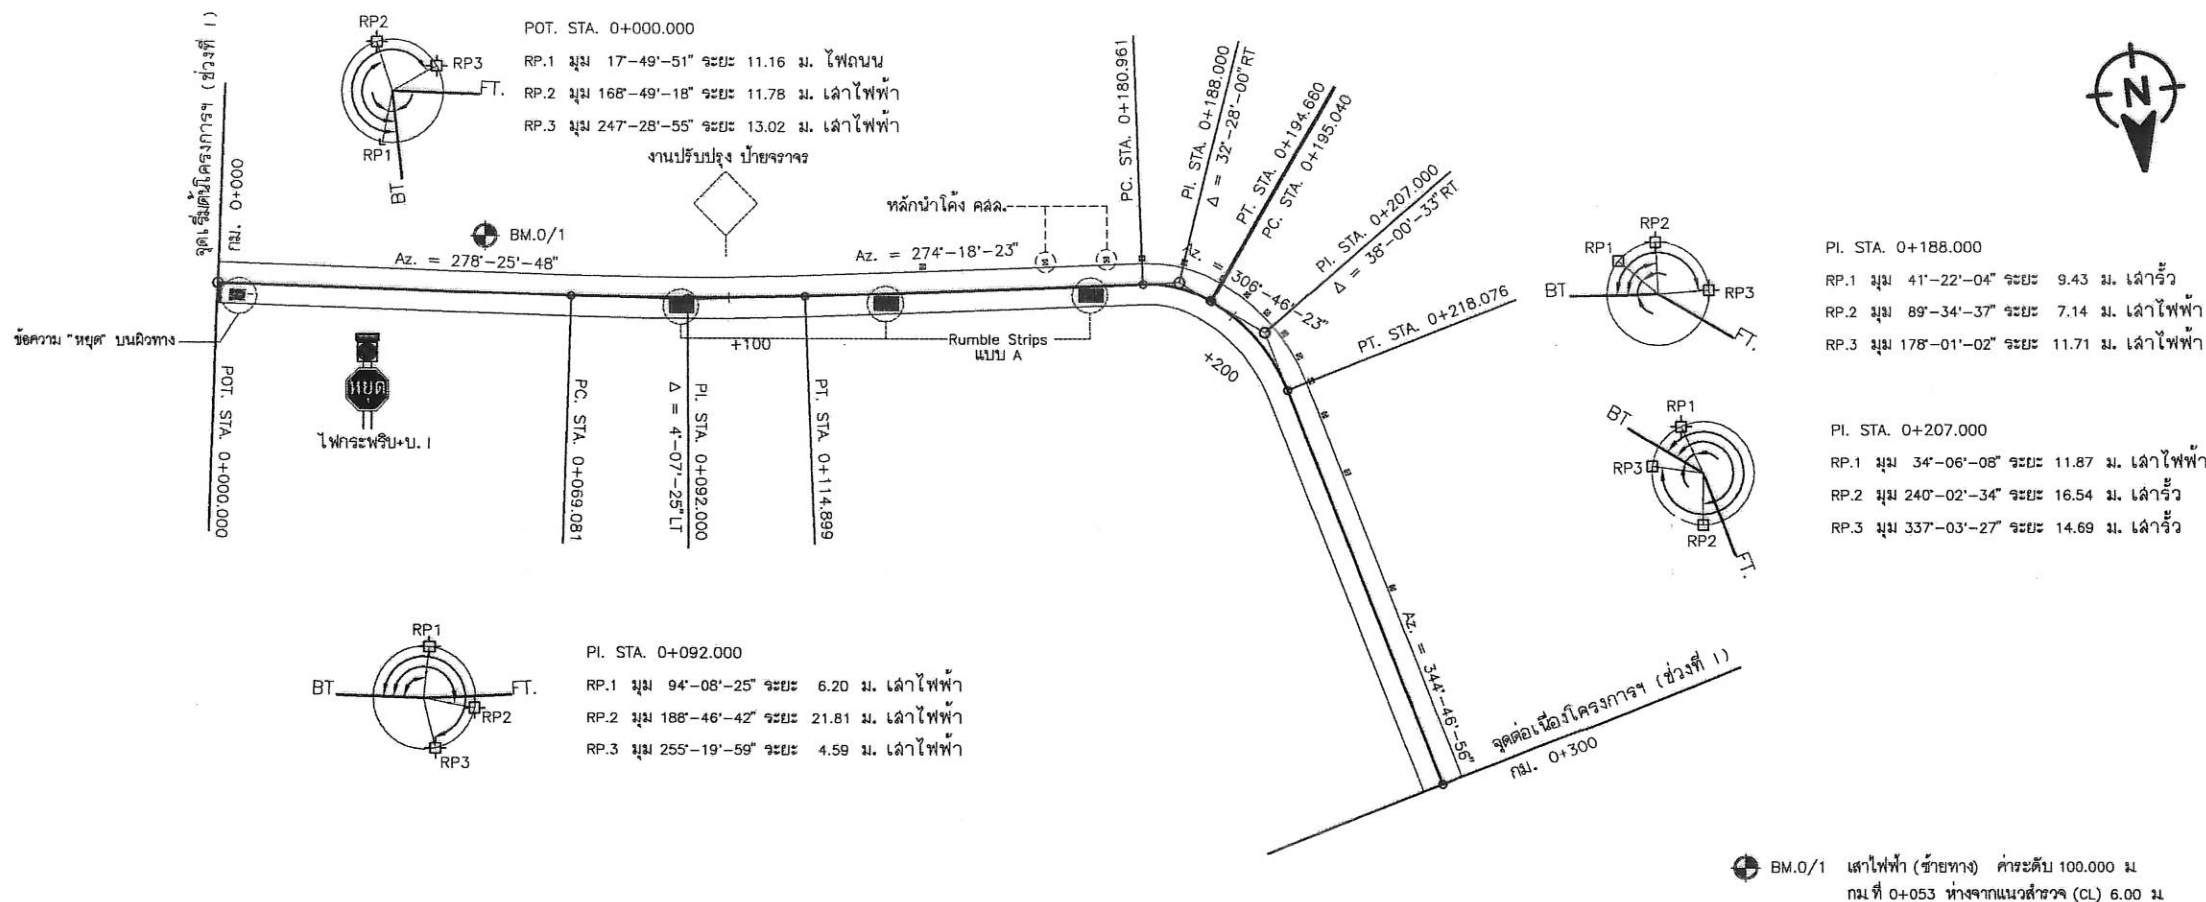 RP2
RP3
FT.
RP1
BT
POT. STA. 0+000.000
RP.1 มุม 17°-49'-51" ระยะ 11.16 ม. ไฟถนน
RP.2 มุม 168°-49'-18" ระยะ 11.78 ม. เสาไฟฟ้า
RP.3 มุม 247°-28'-55" ระยะ 13.02 ม. เสาไฟฟ้า
งานปรับปรุง ป้ายจราจร
N
จุดเริ่มต้นโครงการฯ (ช่วงที่ 1)
กม. 0+000
BM.0/1
หลักนำโค้ง คสล.
Az. = 278°-25'-48"
Az. = 274°-18'-23"
PC. STA. 0+180.961
PI. STA. 0+188.000
Δ = 32°-28'-00"RT
PT. STA. 0+194.660
PC. STA. 0+195.040
Az. = 306°-46'-23"
PI. STA. 0+207.000
Δ = 38°-00'-33"RT
PT. STA. 0+218.076
RP2
RP1
BT
RP3
FT.
PI. STA. 0+188.000
RP.1 มุม 41°-22'-04" ระยะ 9.43 ม. เสารั้ว
RP.2 มุม 89°-34'-37" ระยะ 7.14 ม. เสาไฟฟ้า
RP.3 มุม 178°-01'-02" ระยะ 11.71 ม. เสาไฟฟ้า
ข้อความ "หยุด" บนผิวทาง
+100
Rumble Strips
แบบ A
+200
POT. STA. 0+000.000
หยุด
ไฟกระพริบ+บ.1
PC. STA. 0+069.081
PI. STA. 0+092.000
Δ = 4°-07'-25"LT
PT. STA. 0+114.899
BT
RP1
RP3
RP2
FT.
PI. STA. 0+207.000
RP.1 มุม 34°-06'-08" ระยะ 11.87 ม. เสาไฟฟ้า
RP.2 มุม 240°-02'-34" ระยะ 16.54 ม. เสารั้ว
RP.3 มุม 337°-03'-27" ระยะ 14.69 ม. เสารั้ว
Az. = 344°-46'-56"
จุดต่อเนื่องโครงการฯ (ช่วงที่ 1)
กม. 0+300
RP1
BT
FT.
RP2
RP3
PI. STA. 0+092.000
RP.1 มุม 94°-08'-25" ระยะ 6.20 ม. เสาไฟฟ้า
RP.2 มุม 188°-46'-42" ระยะ 21.81 ม. เสาไฟฟ้า
RP.3 มุม 255°-19'-59" ระยะ 4.59 ม. เสาไฟฟ้า
BM.0/1 เสาไฟฟ้า (ซ้ายทาง) ค่าระดับ 100.000 ม.
กม.ที่ 0+053 ห่างจากแนวสำรวจ (CL) 6.00 ม.